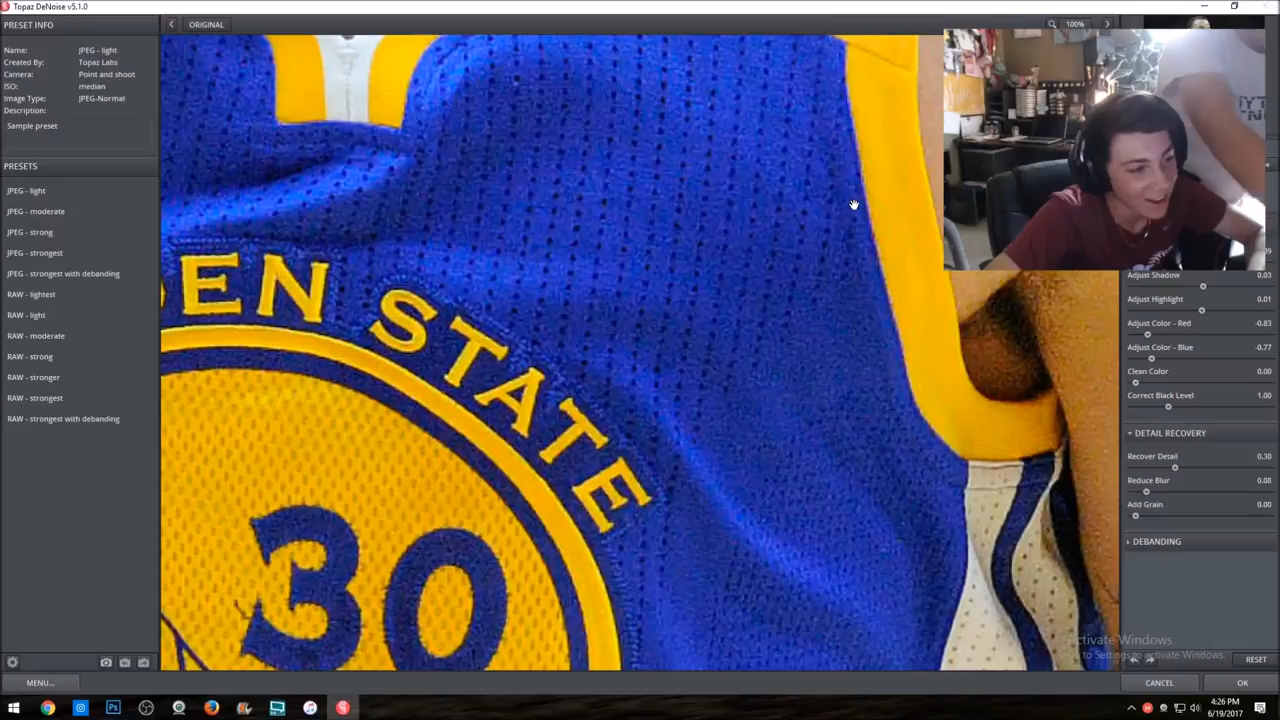 Topaz DeNoise v5.1.0
PRESET INFO
ORIGINAL
100%
Name: JPEG - light
Created By: Topaz Labs
Camera: Point and shoot
ISO: median
Image Type: JPEG-Normal
Description:
Sample preset
PRESETS
JPEG - light
JPEG - moderate
JPEG - strong
JPEG - strongest
JPEG - strongest with debanding
RAW - lightest
RAW - light
RAW - moderate
RAW - strong
RAW - stronger
RAW - strongest
RAW - strongest with debanding
EN STATE
30
Adjust Shadow 0.03
Adjust Highlight 0.01
Adjust Color - Red -0.83
Adjust Color - Blue -0.77
Clean Color 0.00
Correct Black Level 1.00
DETAIL RECOVERY
Recover Detail 0.30
Reduce Blur 0.08
Add Grain 0.00
DEBANDING
Activate Windows
Go to Settings to activate Windows.
RESET
MENU...
CANCEL
OK
4:26 PM
6/19/2017